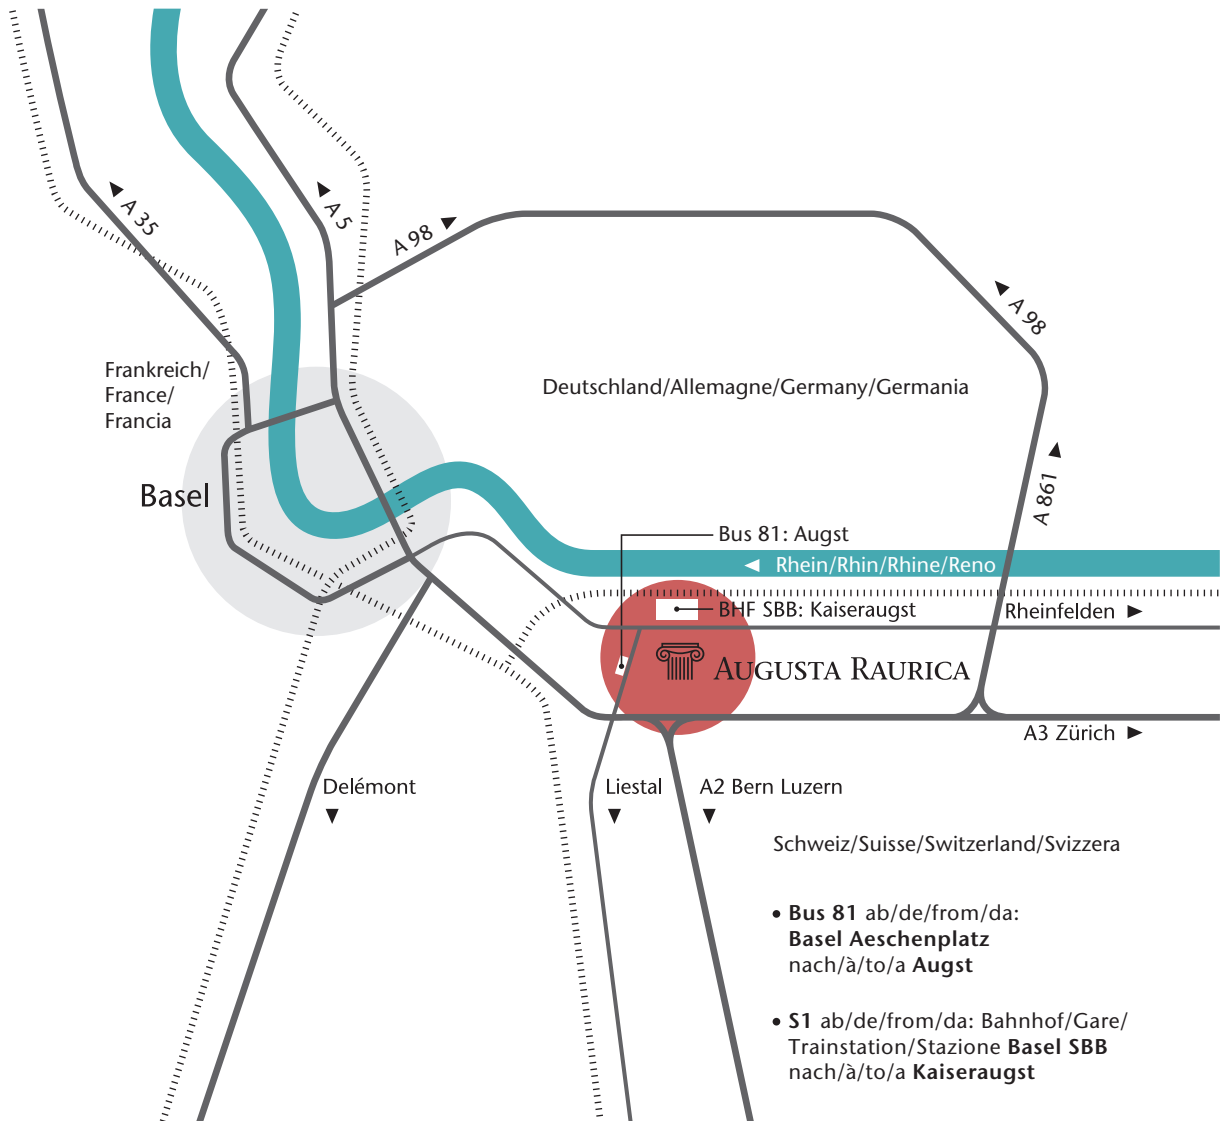 A 35
A 5
A 98
A 98
Frankreich/
France/
Francia
Deutschland/Allemagne/Germany/Germania
Basel
A 861
Bus 81: Augst
Rhein/Rhin/Rhine/Reno
BHF SBB: Kaiseraugst
Rheinfelden
AUGUSTA RAURICA
A3 Zürich
Delémont
Liestal
A2 Bern Luzern
Schweiz/Suisse/Switzerland/Svizzera
• Bus 81 ab/de/from/da:
Basel Aeschenplatz
nach/à/to/a Augst
• S1 ab/de/from/da: Bahnhof/Gare/
Trainstation/Stazione Basel SBB
nach/à/to/a Kaiseraugst